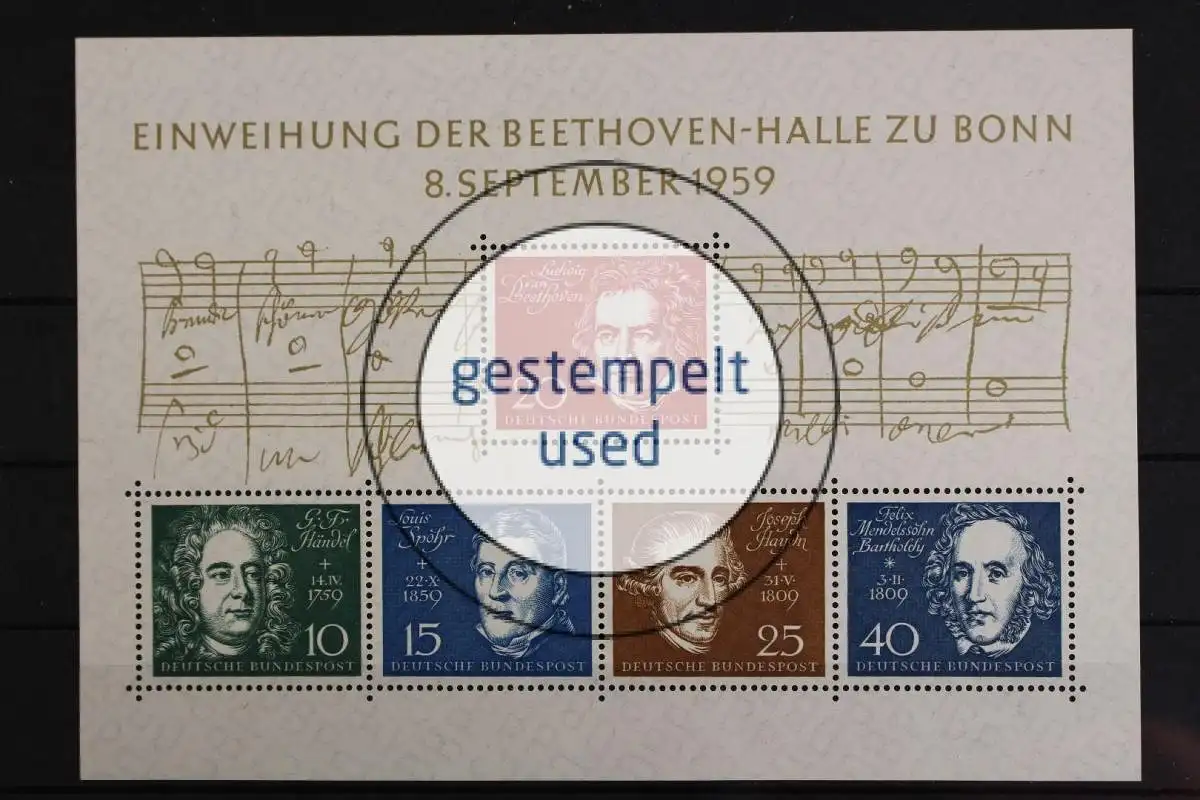 EINWEIHUNG DER BEETHOVEN-HALLE ZU BONN
8. SEPTEMBER 1959
Ludwig
van
Beethoven
20
DEUTSCHE BUNDESPOST
gestempelt
used
G. Fr.
Händel
+
14.IV.
1759
10
DEUTSCHE BUNDESPOST
Louis
Spohr
+
22.X.
1859
15
DEUTSCHE BUNDESPOST
Joseph
Haydn
+
31.V.
1809
25
DEUTSCHE BUNDESPOST
Felix
Mendelssohn
Bartholdy
*
3.II.
1809
40
DEUTSCHE BUNDESPOST